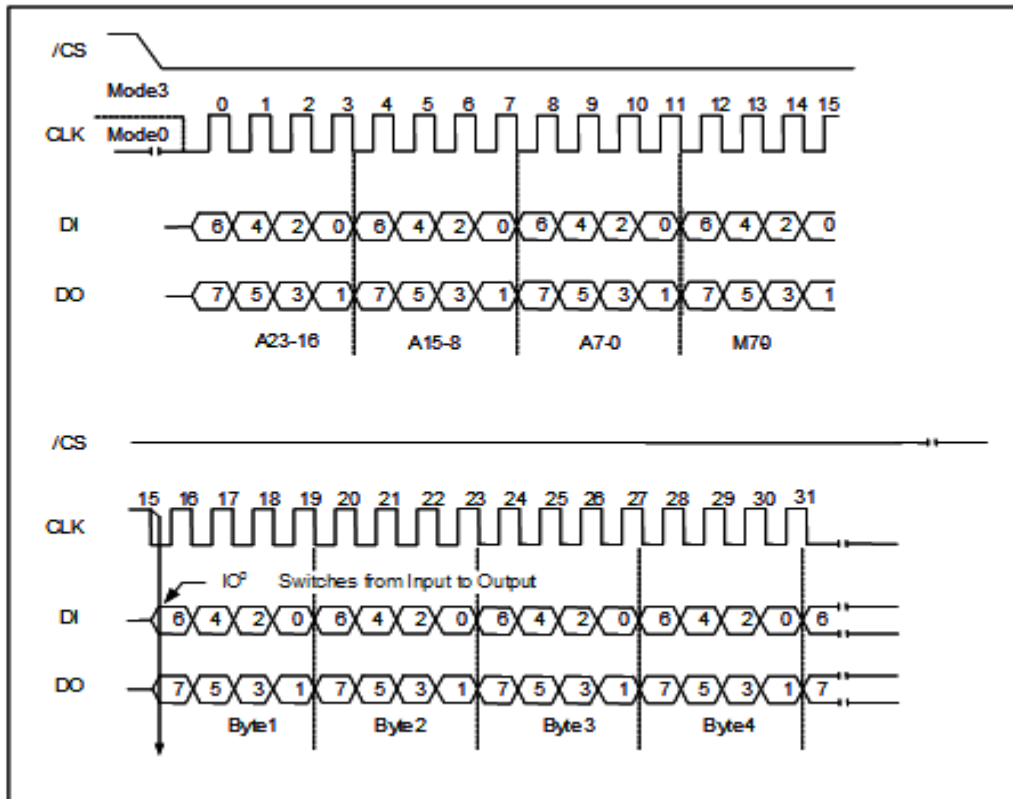 /CS
Mode3
0 1 2 3 4 5 6 7 8 9 10 11 12 13 14 15
CLK Mode0
DI 6 4 2 0 6 4 2 0 6 4 2 0 6 4 2 0
DO 7 5 3 1 7 5 3 1 7 5 3 1 7 5 3 1
A23-16 A15-8 A7-0 M70
/CS
15 16 17 18 19 20 21 22 23 24 25 26 27 28 29 30 31
CLK
Switches from Input to Output
DI 6 4 2 0 6 4 2 0 6 4 2 0 6 4 2 0 6
DO 7 5 3 1 7 5 3 1 7 5 3 1 7 5 3 1 7
Byte1 Byte2 Byte3 Byte4